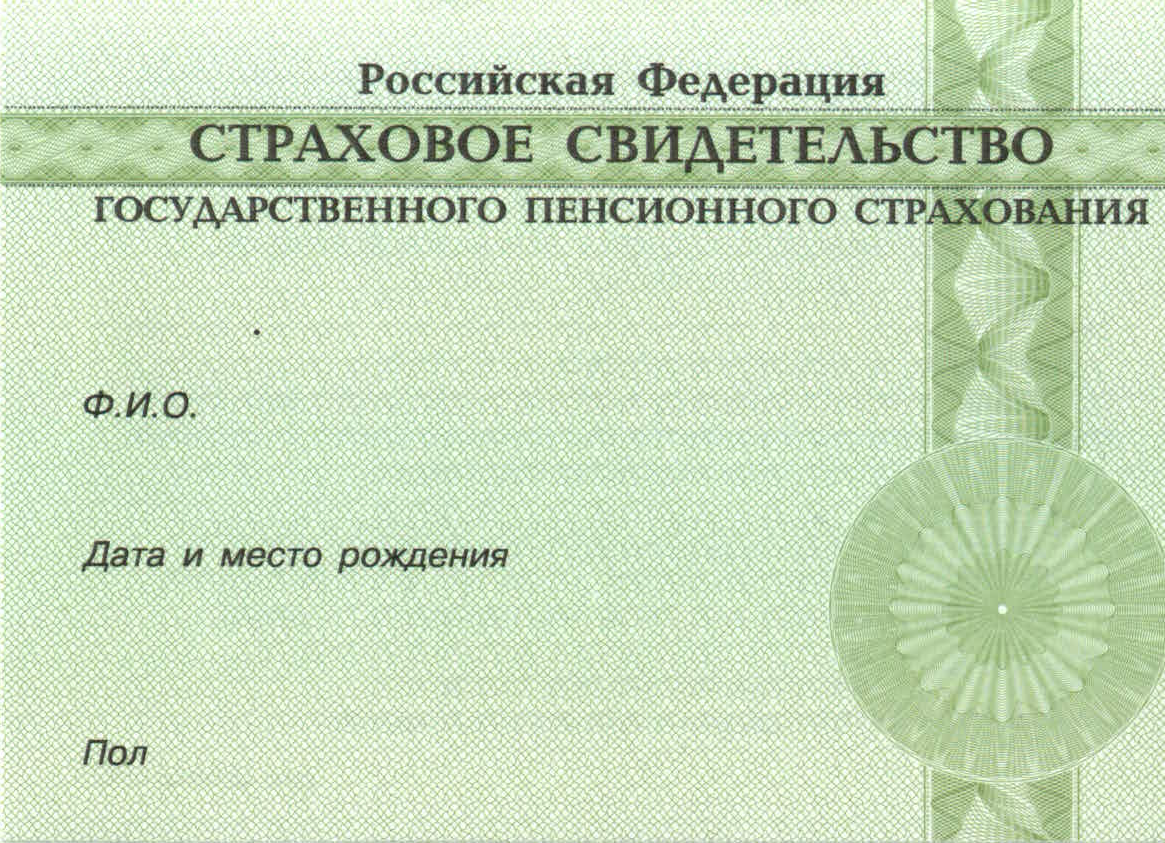 Российская Федерация
СТРАХОВОЕ СВИДЕТЕЛЬСТВО
ГОСУДАРСТВЕННОГО ПЕНСИОННОГО СТРАХОВАНИЯ
Ф.И.О.
Дата и место рождения
Пол